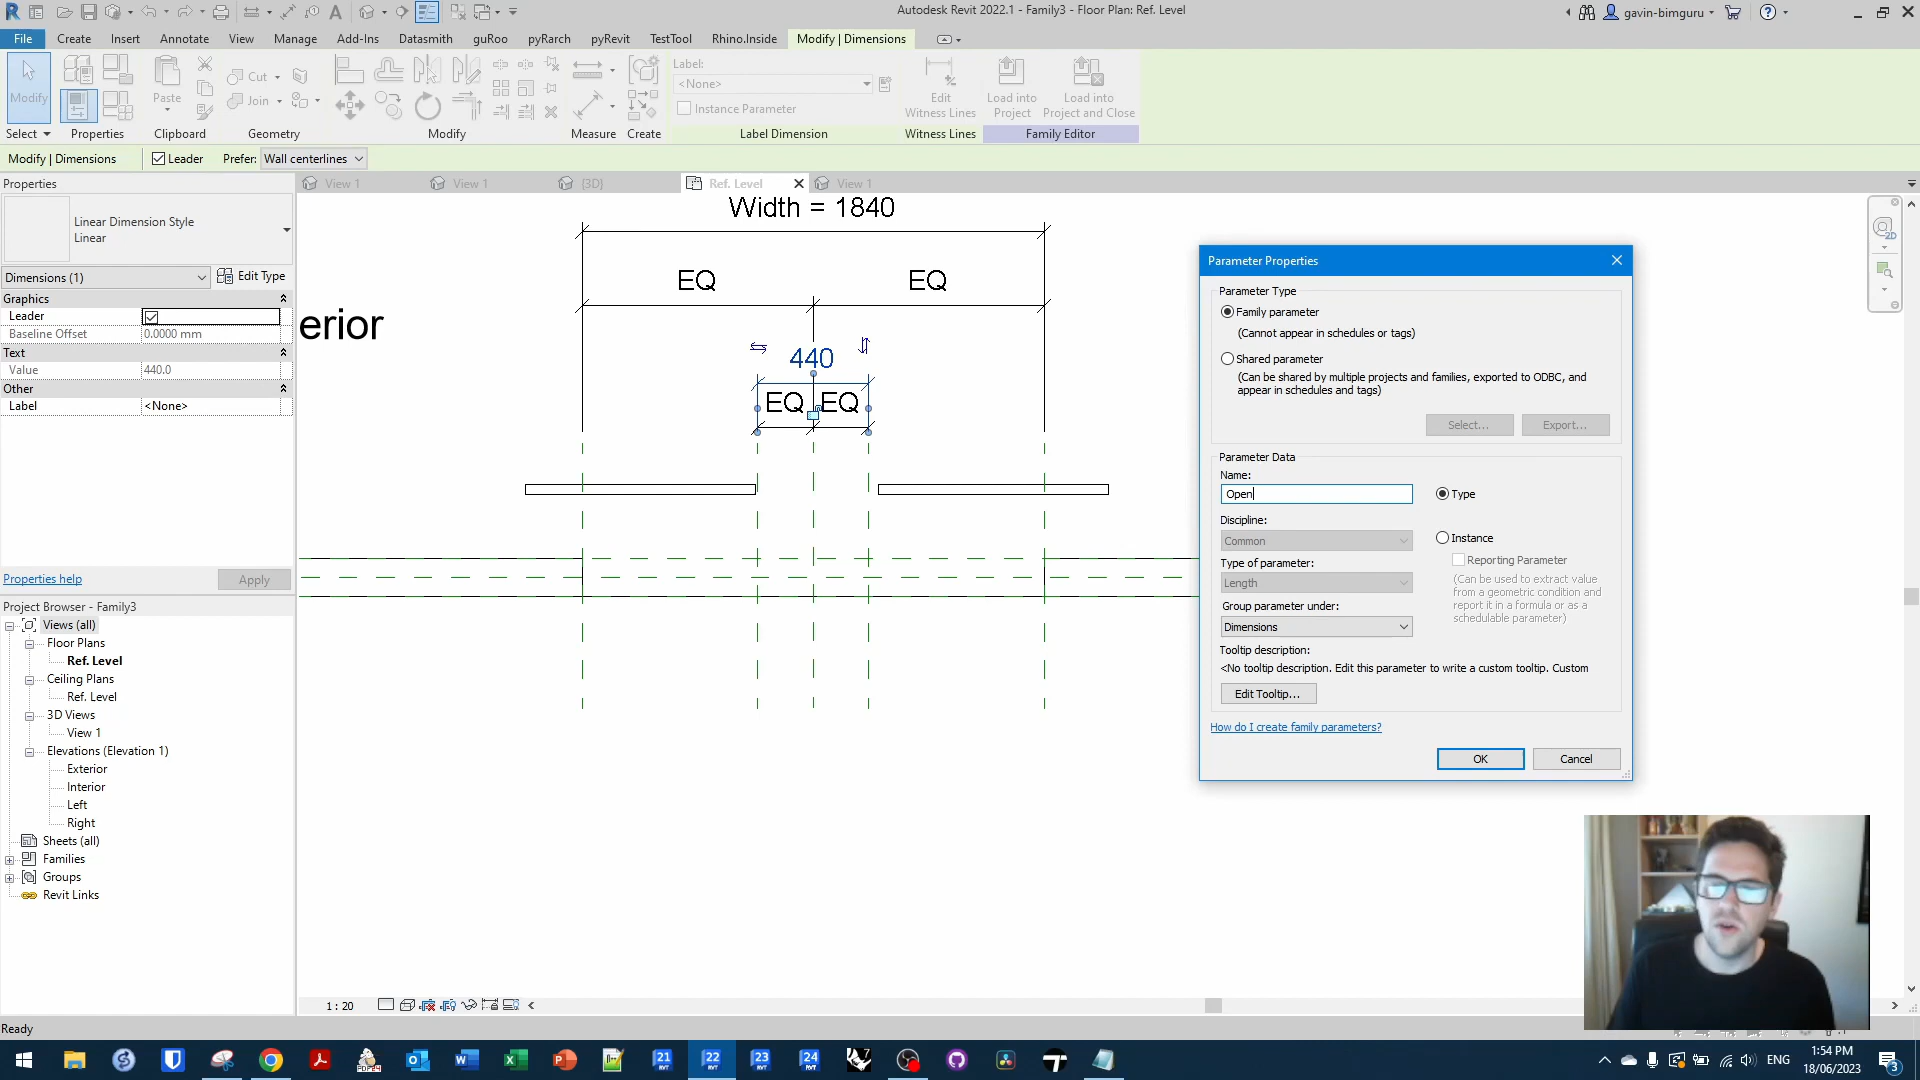 Autodesk Revit 2022.1 - Family3 - Floor Plan: Ref. Level
gavin-bimguru
File Create Insert Annotate View Manage Add-Ins Datasmith guRoo pyRarch pyRevit TestTool Rhino.Inside Modify | Dimensions
Modify
Paste
Cut
Join
Label:
<None>
Instance Parameter
Edit
Witness Lines
Load into
Project
Load into
Project and Close
Select Properties Clipboard Geometry Modify Measure Create Label Dimension Witness Lines Family Editor
Modify | Dimensions Leader Prefer: Wall centerlines
Properties
Linear Dimension Style
Linear
Dimensions (1) Edit Type
Graphics
Leader
Baseline Offset 0.0000 mm
Text
Value 440.0
Other
Label <None>
Properties help Apply
Project Browser - Family3
Views (all)
Floor Plans
Ref. Level
Ceiling Plans
Ref. Level
3D Views
View 1
Elevations (Elevation 1)
Exterior
Interior
Left
Right
Sheets (all)
Families
Groups
Revit Links
View 1 View 1 {3D} Ref. Level View 1
Width = 1840
EQ EQ
erior
440
EQ EQ
2D
Parameter Properties
Parameter Type
Family parameter
(Cannot appear in schedules or tags)
Shared parameter
(Can be shared by multiple projects and families, exported to ODBC, and
appear in schedules and tags)
Select... Export...
Parameter Data
Name:
Open
Type
Discipline:
Common
Instance
Reporting Parameter
(Can be used to extract value
from a geometric condition and
report it in a formula or as a
schedulable parameter)
Type of parameter:
Length
Group parameter under:
Dimensions
Tooltip description:
<No tooltip description. Edit this parameter to write a custom tooltip. Custom
Edit Tooltip...
How do I create family parameters?
OK Cancel
1 : 20
Ready
21 22 23 24
ENG
1:54 PM
18/06/2023
3